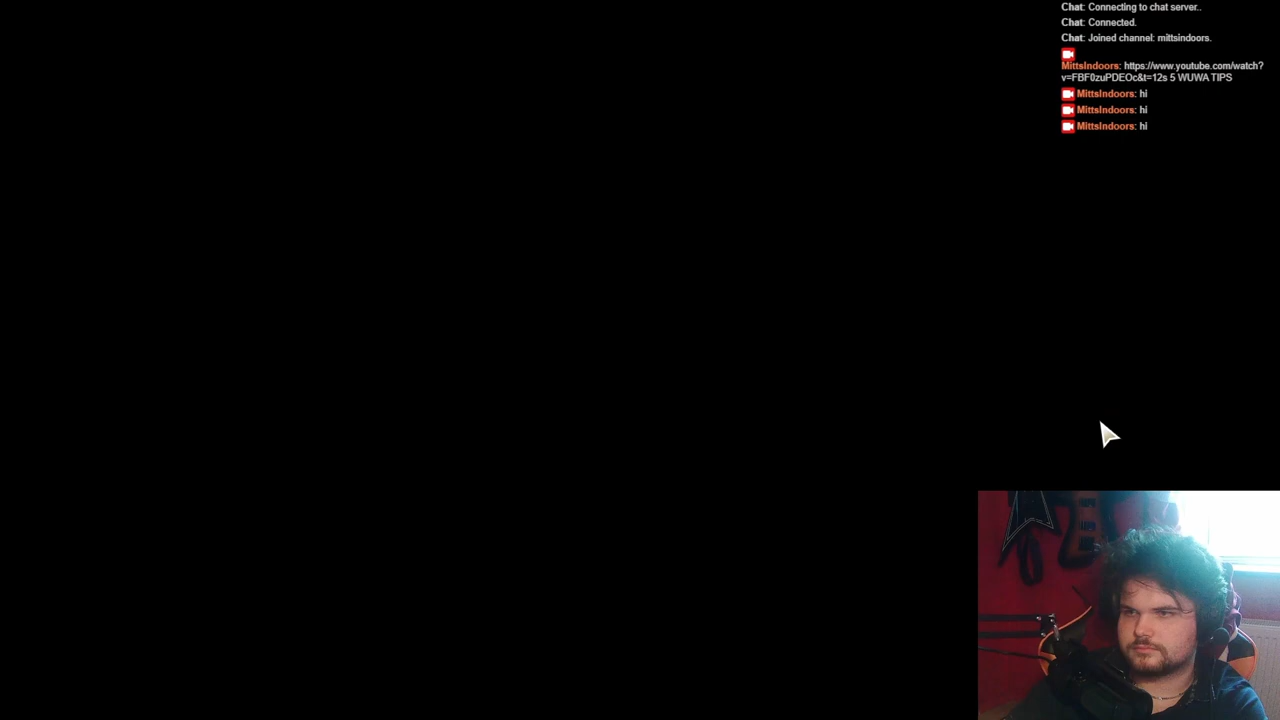 Chat: Connecting to chat server..
Chat: Connected.
Chat: Joined channel: mittsindoors.
MittsIndoors: https://www.youtube.com/watch?
v=FBF0zuPDEOc&t=12s 5 WUWA TIPS
MittsIndoors: hi
MittsIndoors: hi
MittsIndoors: hi